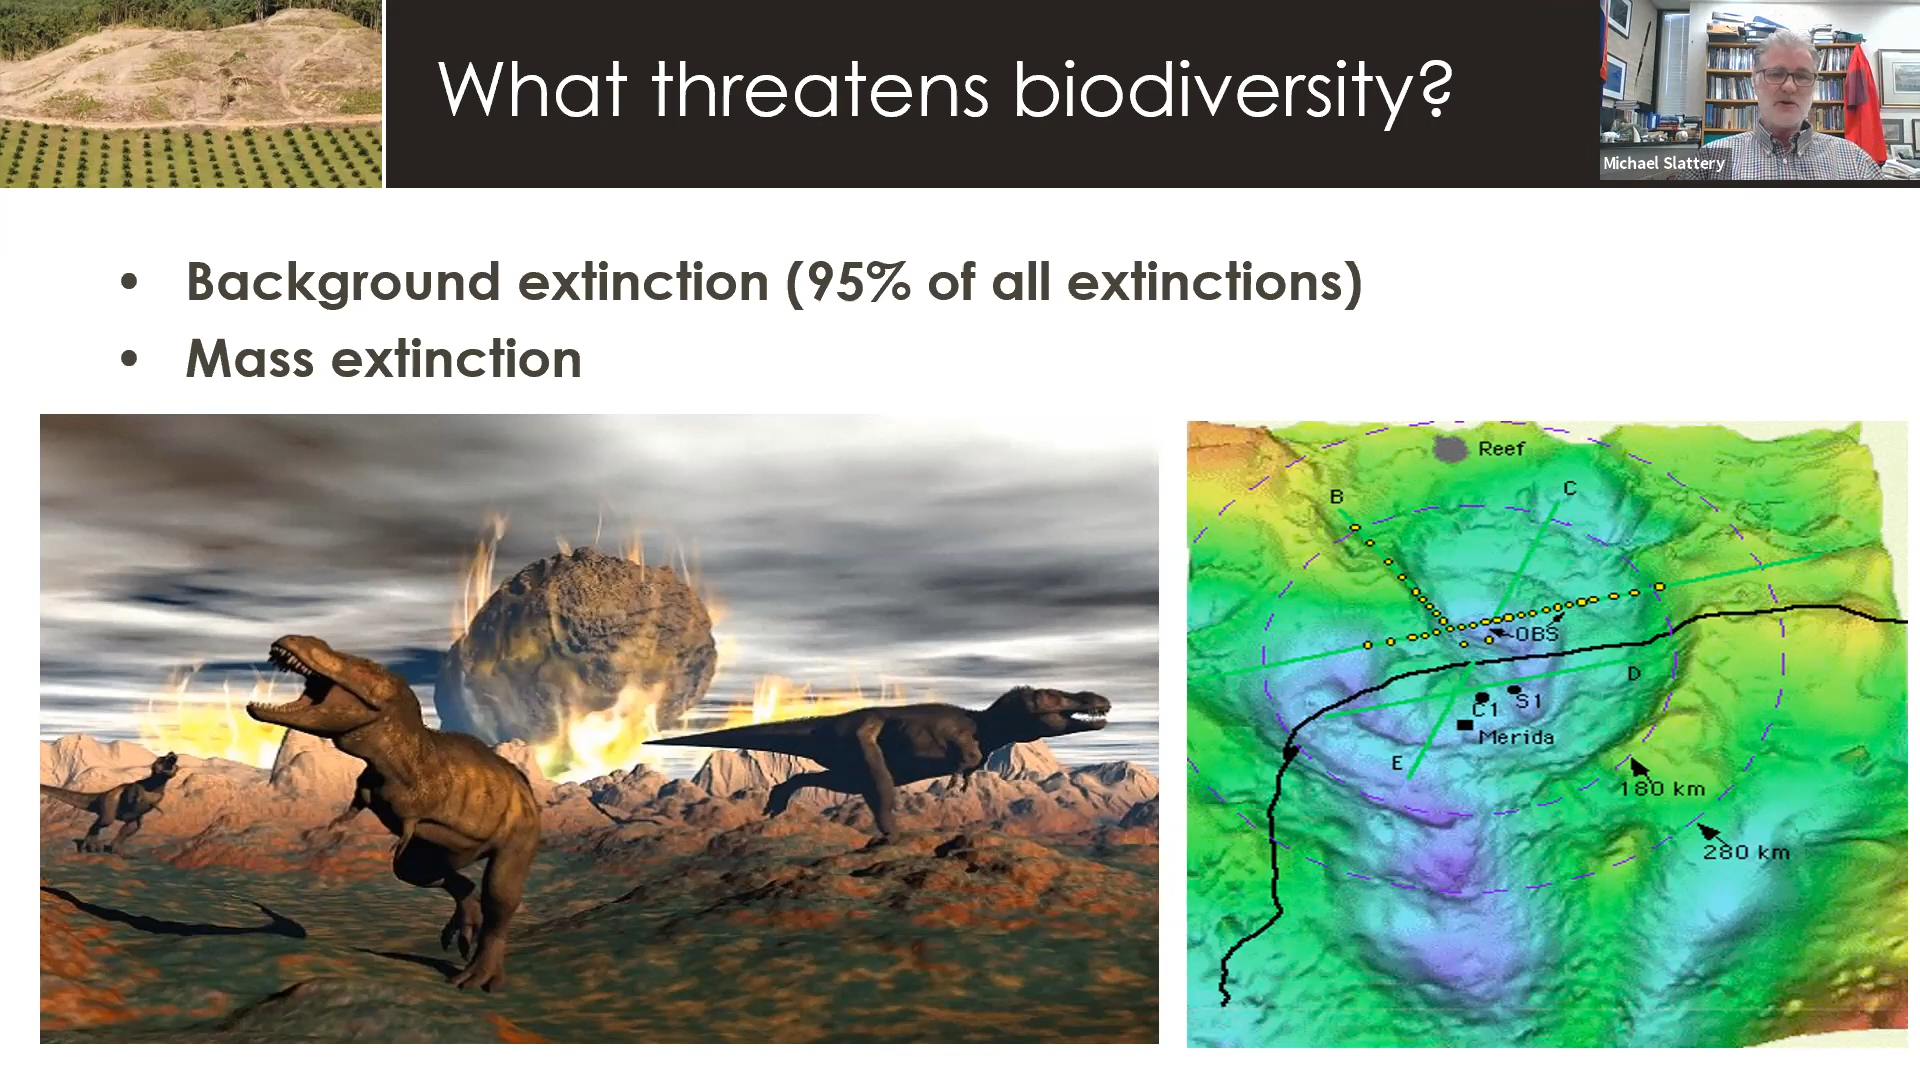 What threatens biodiversity?
Michael Slattery
• Background extinction (95% of all extinctions)
• Mass extinction
Reef
B
C
OBS
D
C1
S1
Merida
E
180 km
280 km